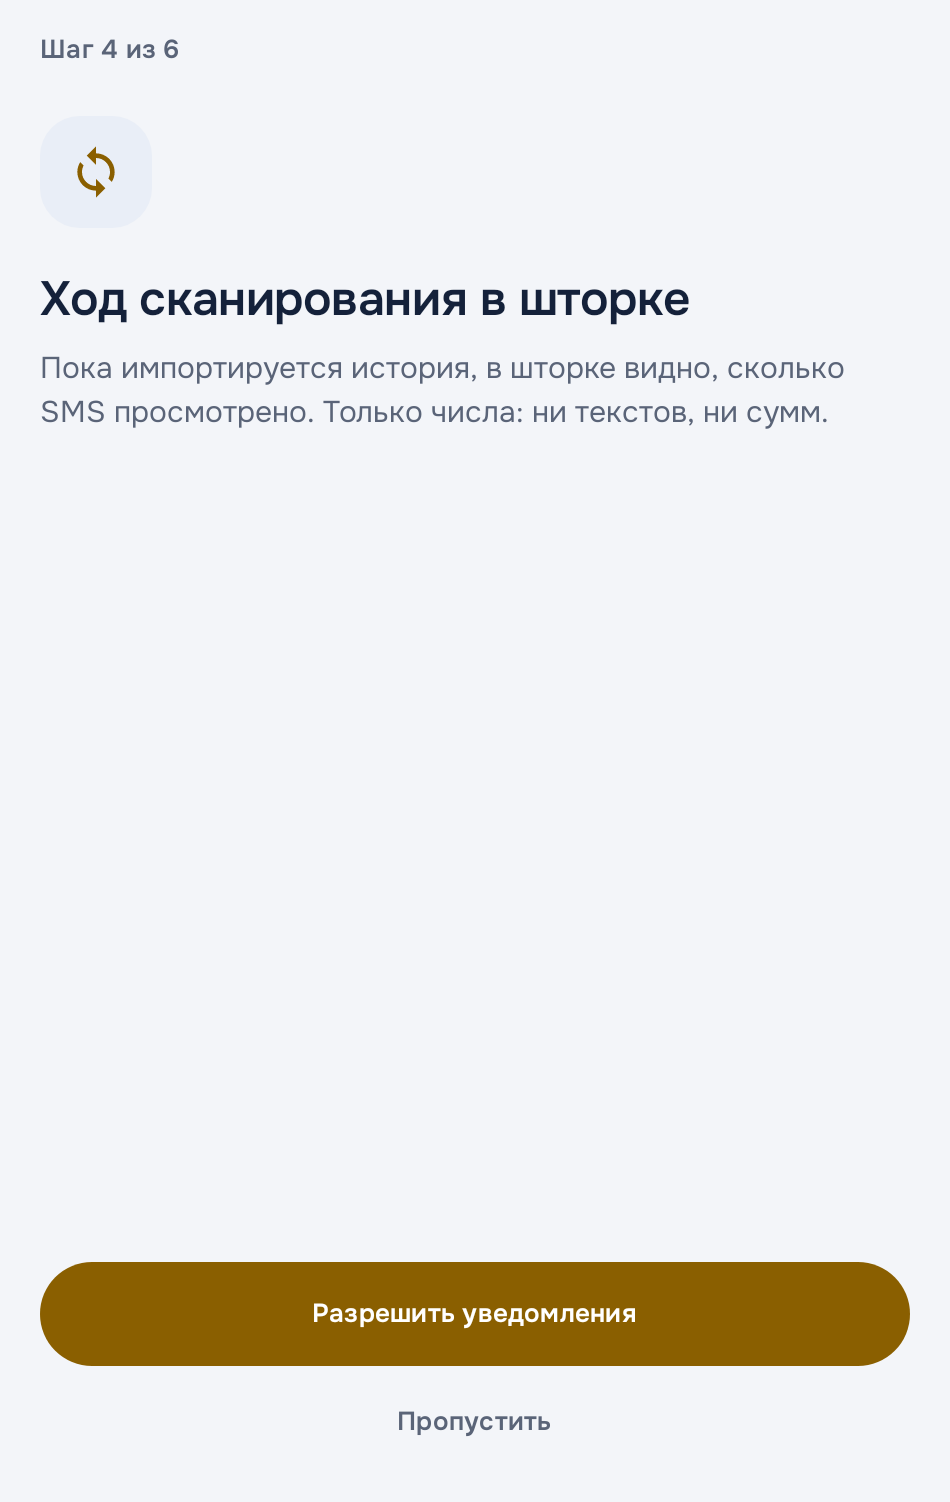 Шаг 4 из 6
Ход сканирования в шторке
Пока импортируется история, в шторке видно, сколько
SMS просмотрено. Только числа: ни текстов, ни сумм.
Разрешить уведомления
Пропустить